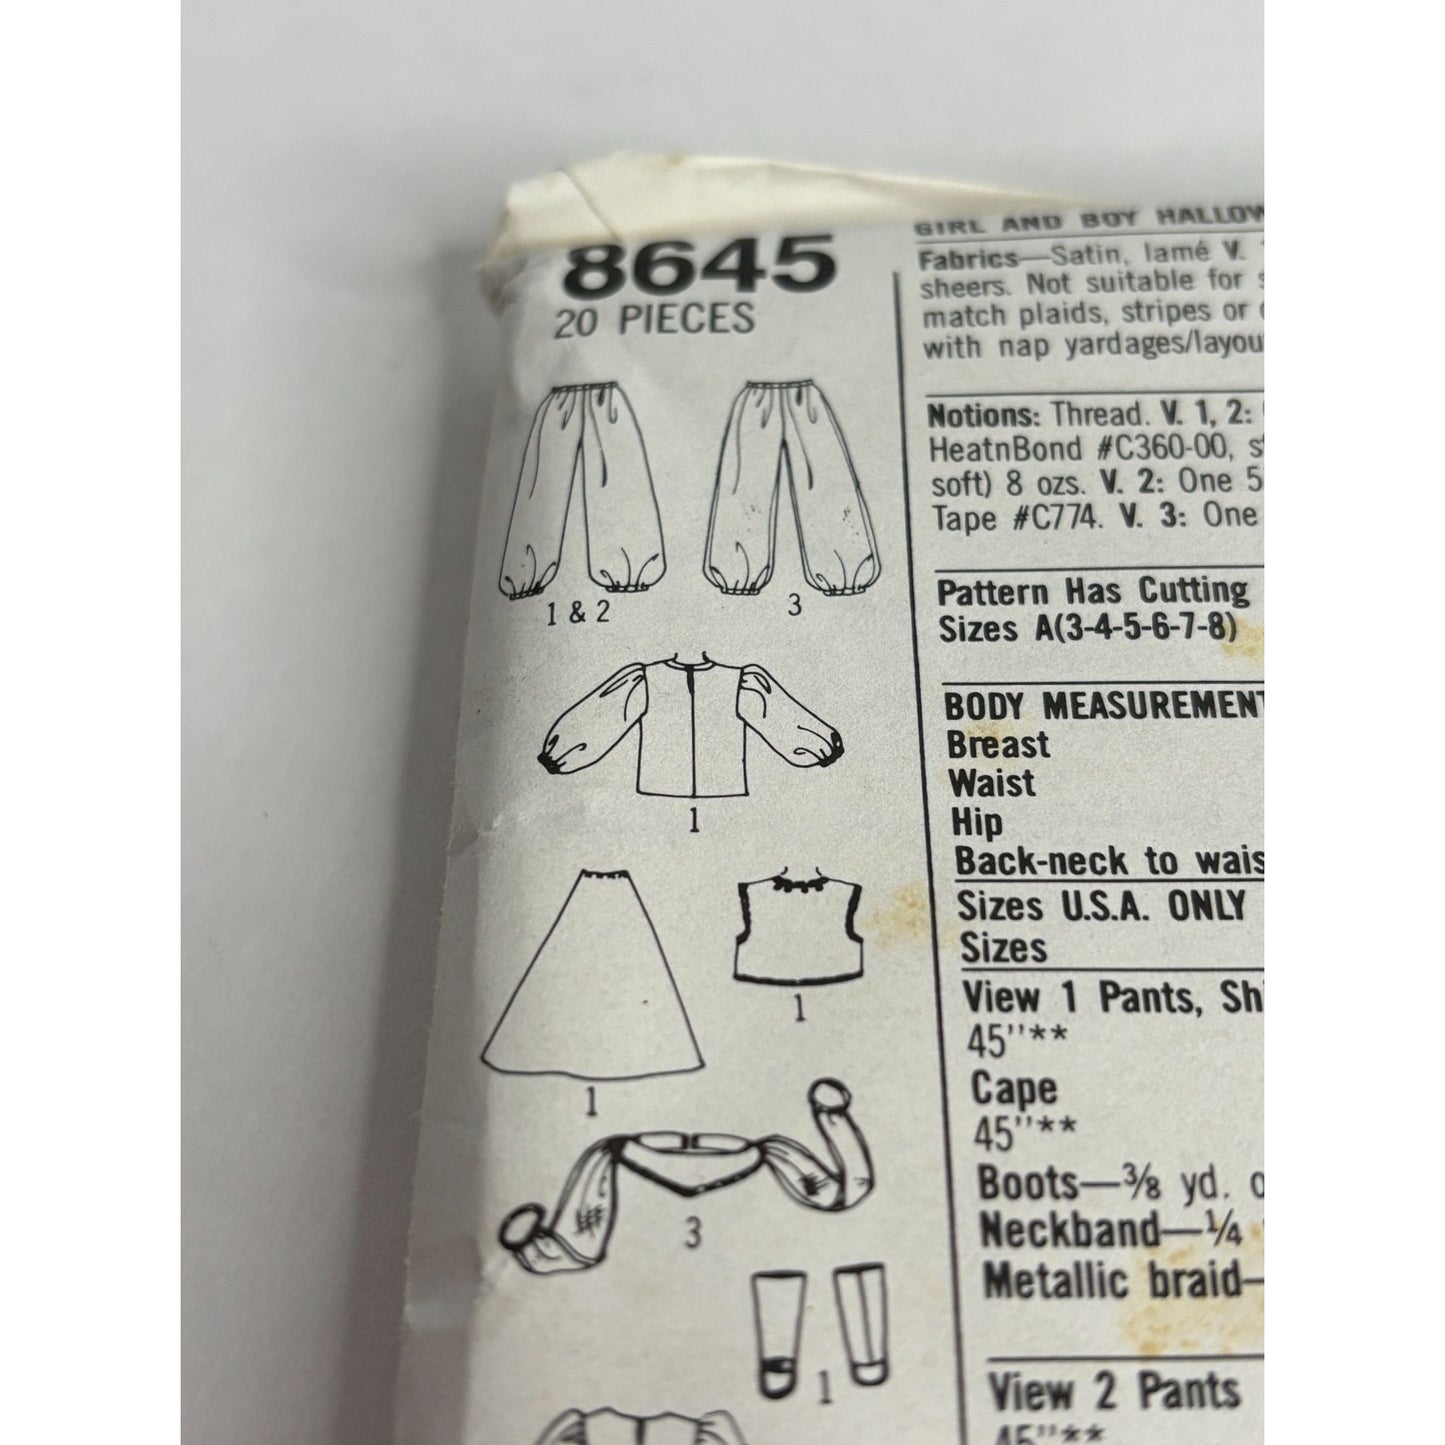 8645
20 PIECES
1 & 2
3
1
1
1
3
1
GIRL AND BOY
Fabrics—Satin, lamé V.
sheers. Not suitable for
match plaids, stripes or
with nap
Notions: Thread. V. 1, 2:
HeatnBond #C360-00,
soft) 8 ozs. V. 2: One 5
Tape #C774. V. 3: One
Pattern Has Cutting
Sizes A(3-4-5-6-7-8)
BODY MEASUREMENT
Breast
Waist
Hip
Back-neck to wais
Sizes U.S.A. ONLY
Sizes
View 1 Pants, Sh
45"**
Cape
45"**
Boots—⅜ yd.
Neckband—¼
Metallic braid—
View 2 Pants
45"**